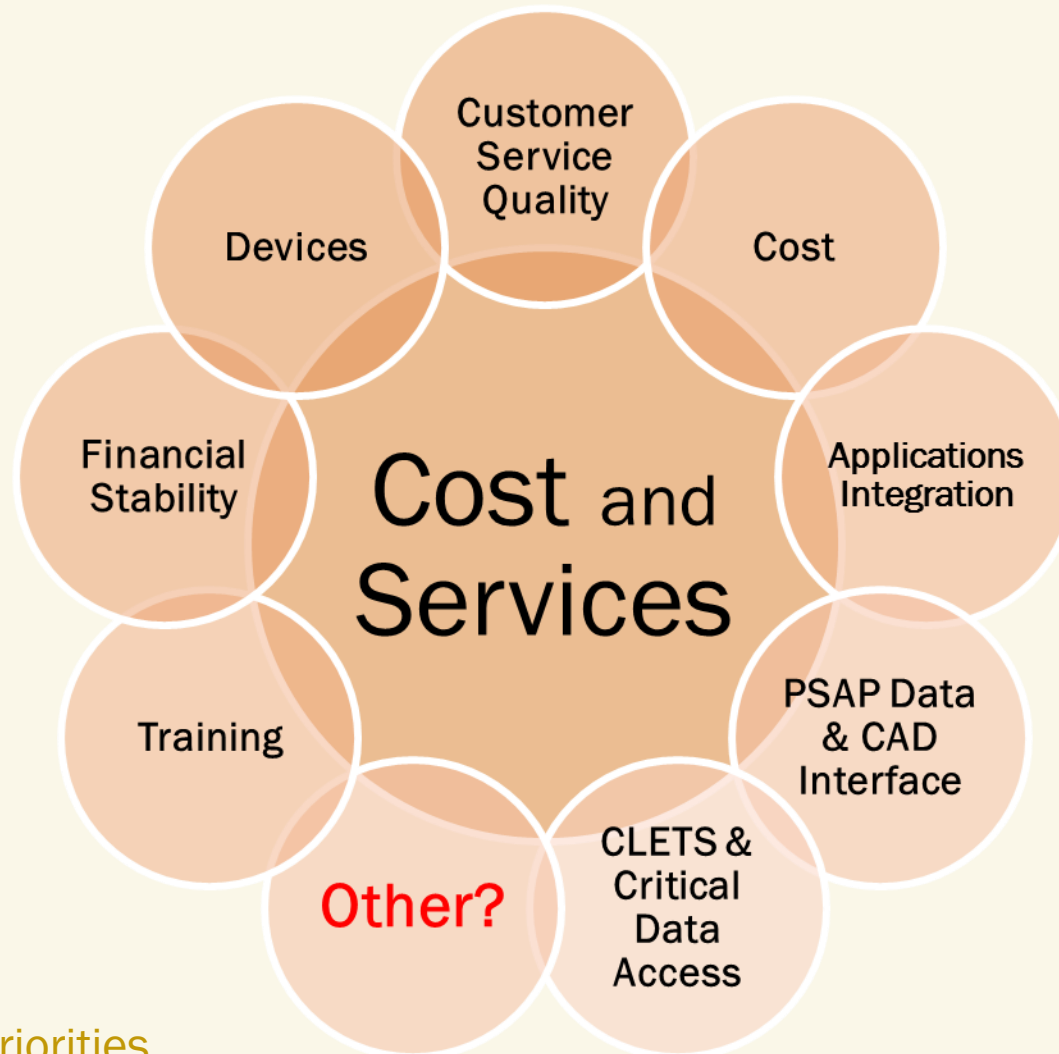 Customer
Service
Quality
Cost
Applications
Integration
PSAP Data
& CAD
Interface
CLETS &
Critical
Data
Access
Other?
Training
Financial
Stability
Devices
Cost and
Services
riorities